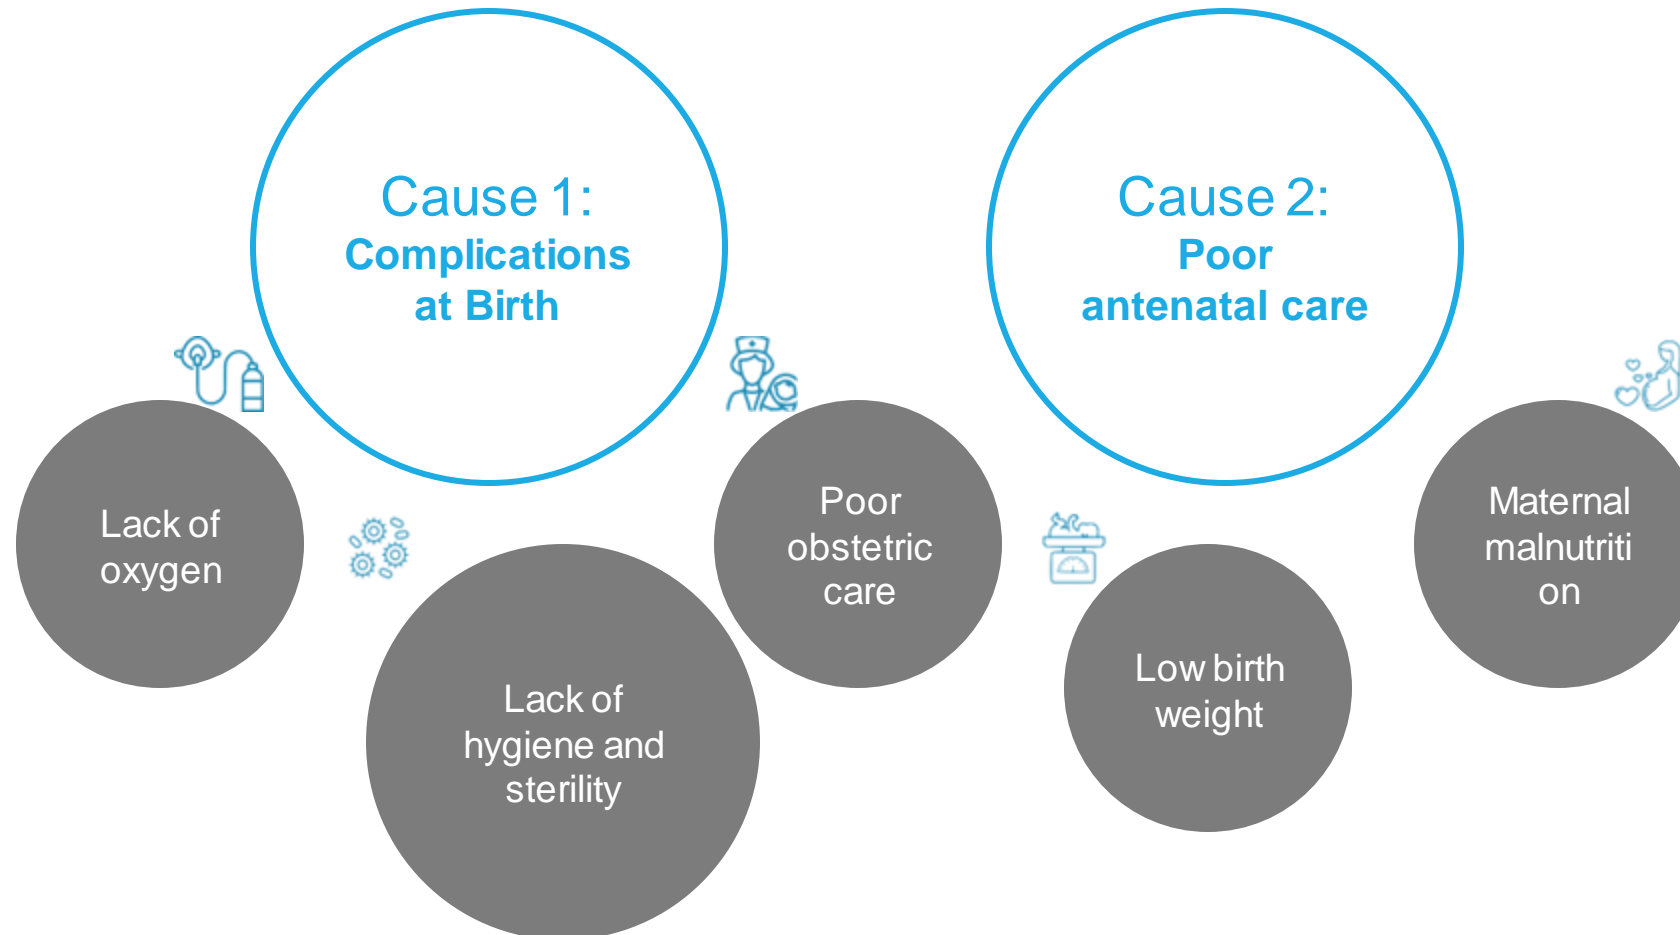 Cause 1:
Complications
at Birth
Cause 2:
Poor
antenatal care
Lack of
oxygen
Lack of
hygiene and
sterility
Poor
obstetric
care
Low birth
weight
Maternal
malnutriti
on